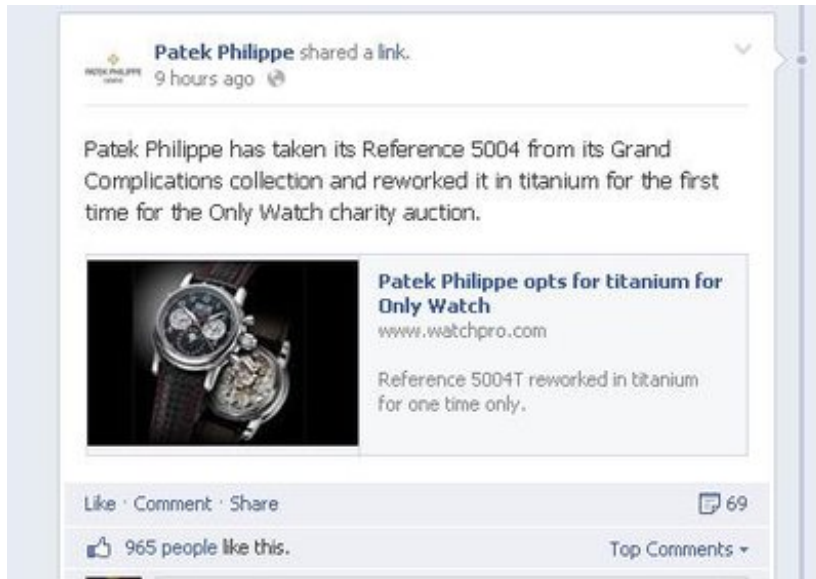 Patek Philippe shared a link.
PATEK PHILIPPE
9 hours ago
Patek Philippe has taken its Reference 5004 from its Grand
Complications collection and reworked it in titanium for the first
time for the Only Watch charity auction.
Patek Philippe opts for titanium for
Only Watch
www.watchpro.com
Reference 5004T reworked in titanium
for one time only.
Like · Comment · Share
69
965 people like this.
Top Comments